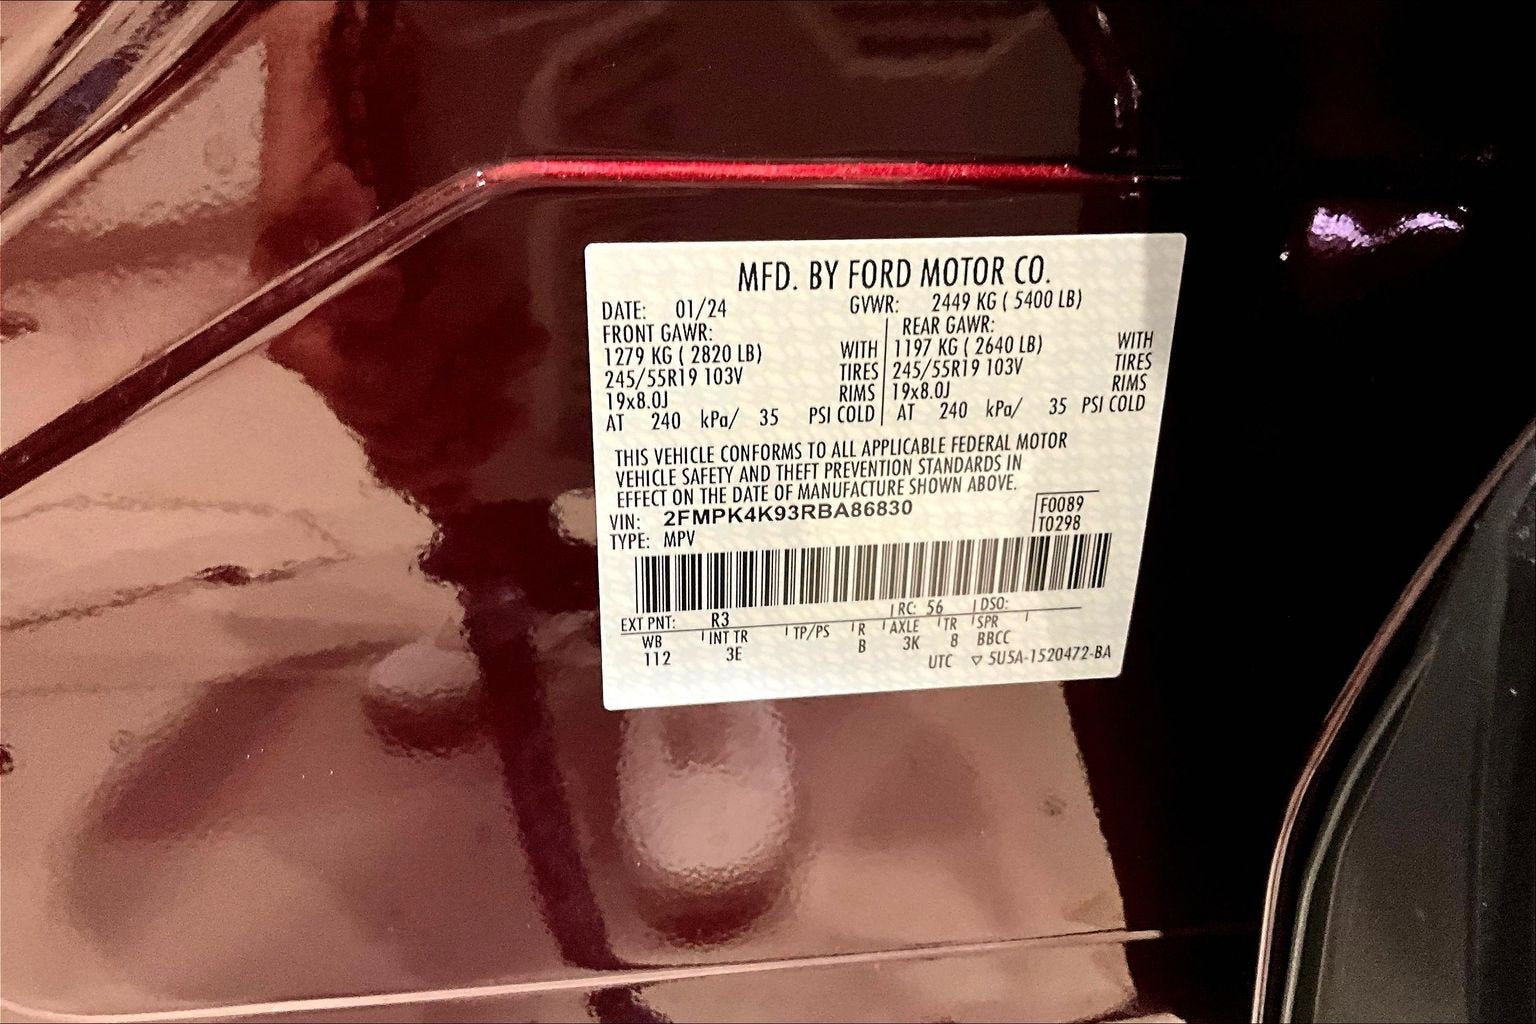 MFD. BY FORD MOTOR CO.
DATE: 01/24 GVWR: 2449 KG ( 5400 LB)
FRONT GAWR: REAR GAWR:
1279 KG ( 2820 LB) WITH 1197 KG ( 2640 LB) WITH
245/55R19 103V TIRES 245/55R19 103V TIRES
19x8.0J RIMS 19x8.0J RIMS
AT 240 kPa/ 35 PSI COLD AT 240 kPa/ 35 PSI COLD
THIS VEHICLE CONFORMS TO ALL APPLICABLE FEDERAL MOTOR
VEHICLE SAFETY AND THEFT PREVENTION STANDARDS IN
EFFECT ON THE DATE OF MANUFACTURE SHOWN ABOVE.
VIN: 2FMPK4K93RBA86830 F0089
TYPE: MPV T0298
EXT PNT: R3 RC: 56 DSO:
WB INT TR TP/PS R AXLE TR SPR
112 3E B 3K 8 BBCC
UTC ▽ 5U5A-1520472-BA